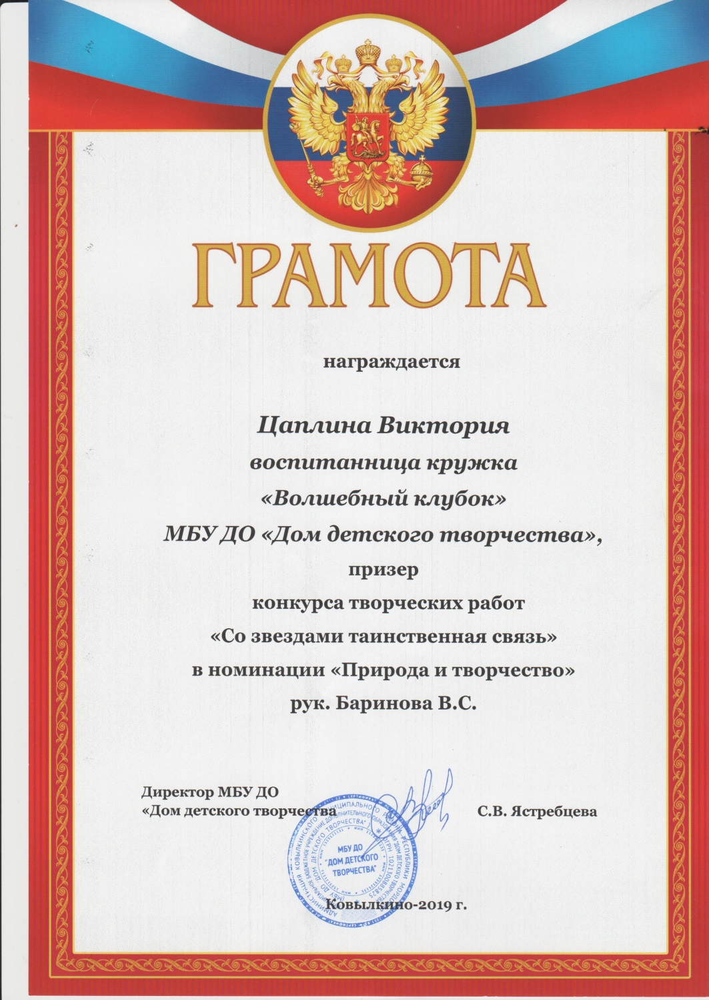 ГРАМОТА
награждается
Цаплина Виктория
воспитанница кружка
«Волшебный клубок»
МБУ ДО «Дом детского творчества»,
призер
конкурса творческих работ
«Со звездами таинственная связь»
в номинации «Природа и творчество»
рук. Баринова В.С.
Директор МБУ ДО
«Дом детского творчества
С.В. Ястребцева
МБУ ДО
"ДОМ ДЕТСКОГО
ТВОРЧЕСТВА"
Ковылкино-2019 г.